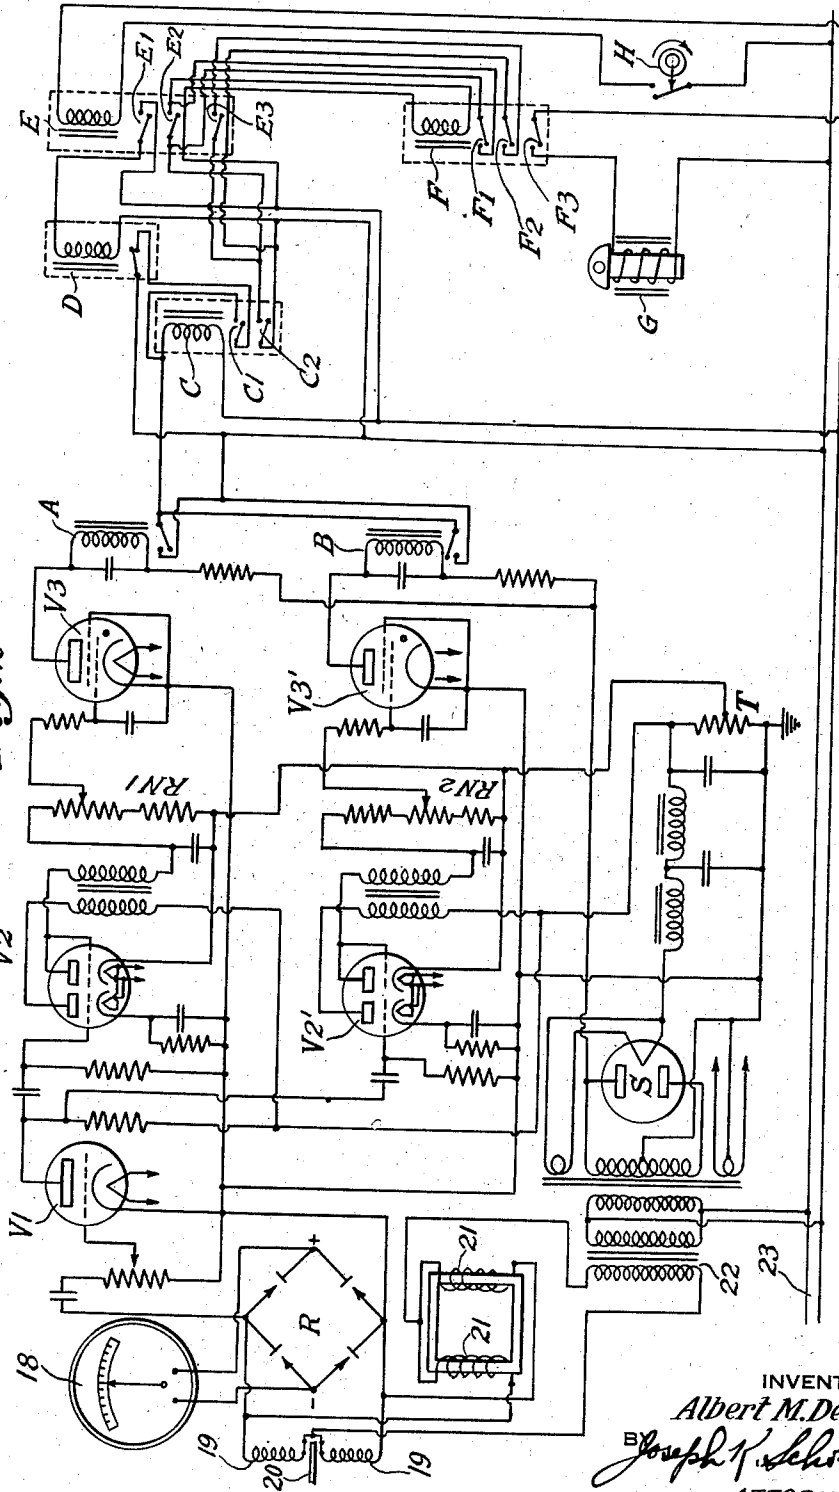 E
E1
E2
E3
D
C
C1
C2
F
F1
F2
F3
H
G
A
B
V3
V3'
RN1
RN2
V2
V2'
V1
T
S
R
+
-
18
19
20
19
21
21
22
23
INVENT
Albert M. De
BY
Joseph K.